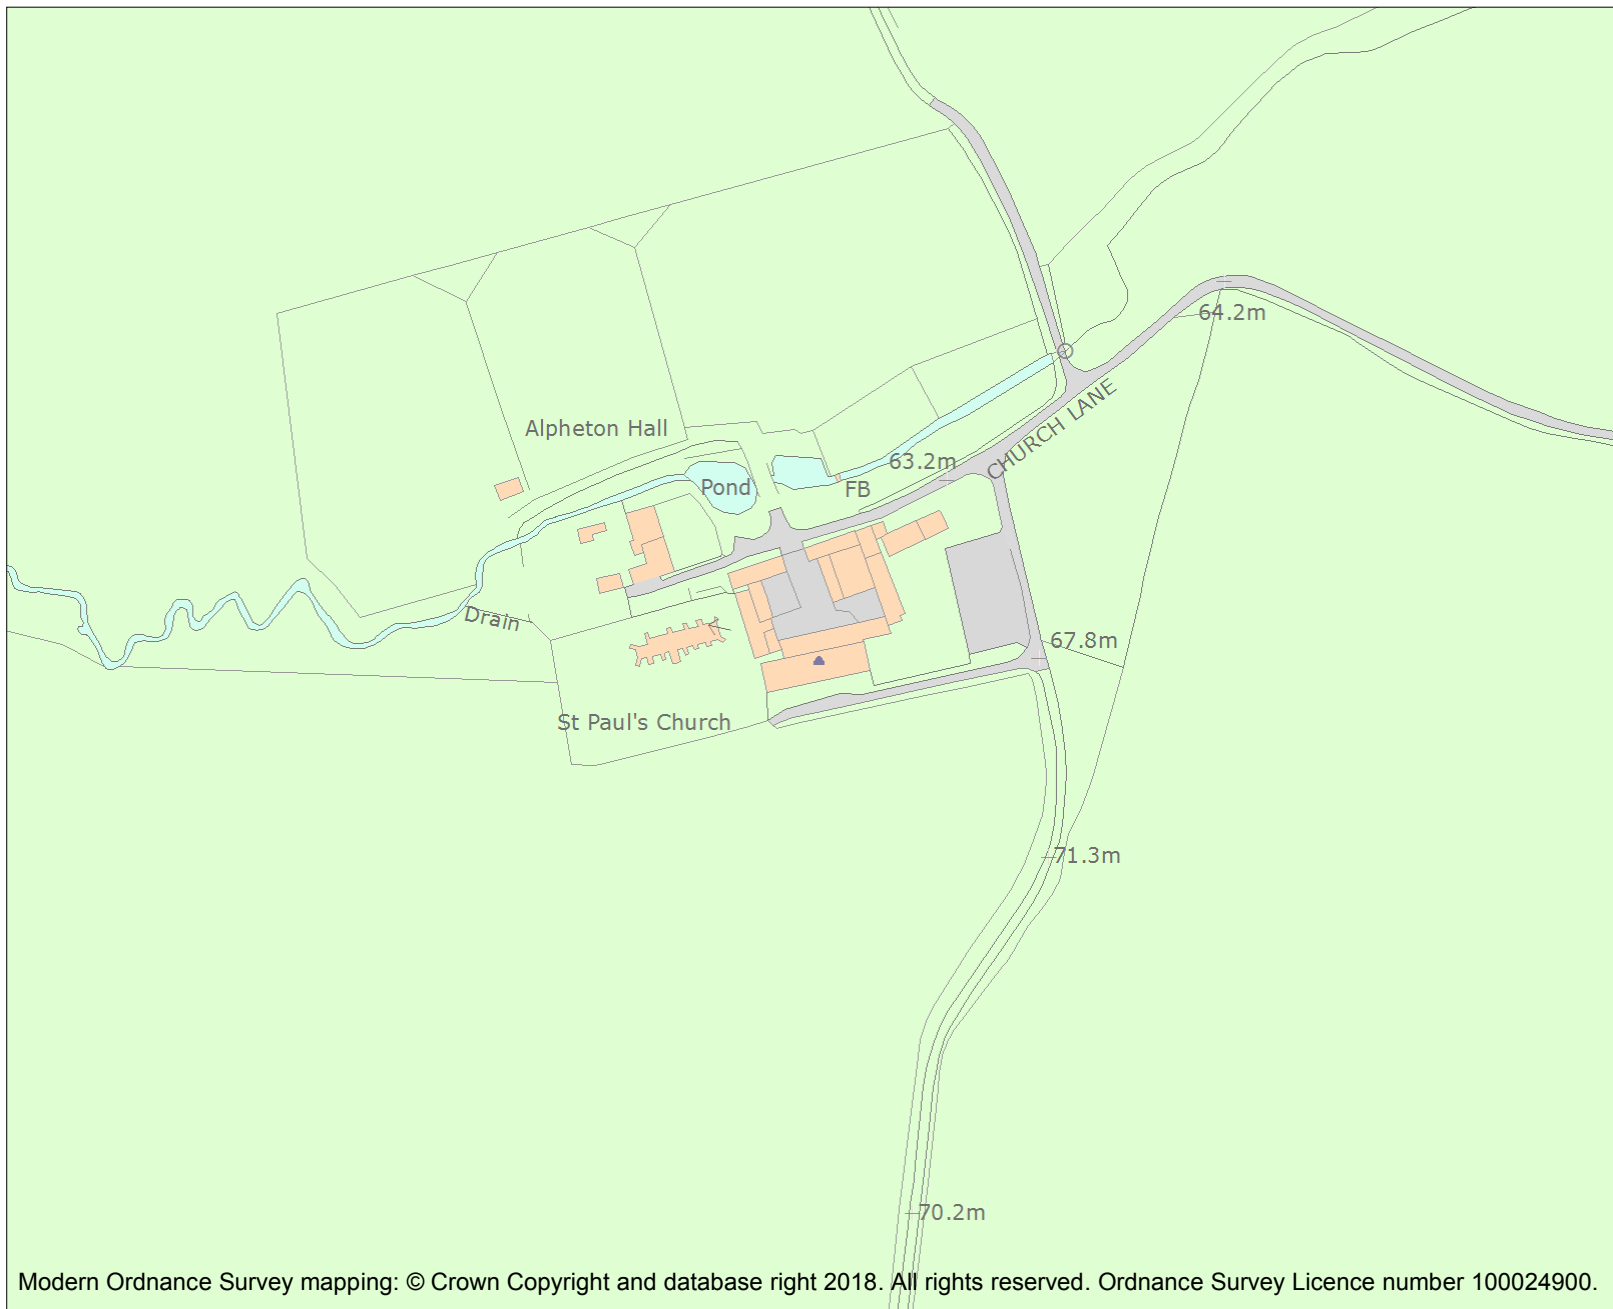 64.2m
CHURCH LANE
Alpheton Hall
63.2m
Pond
FB
Drain
67.8m
St Paul's Church
71.3m
70.2m
Modern Ordnance Survey mapping: © Crown Copyright and database right 2018. All rights reserved. Ordnance Survey Licence number 100024900.